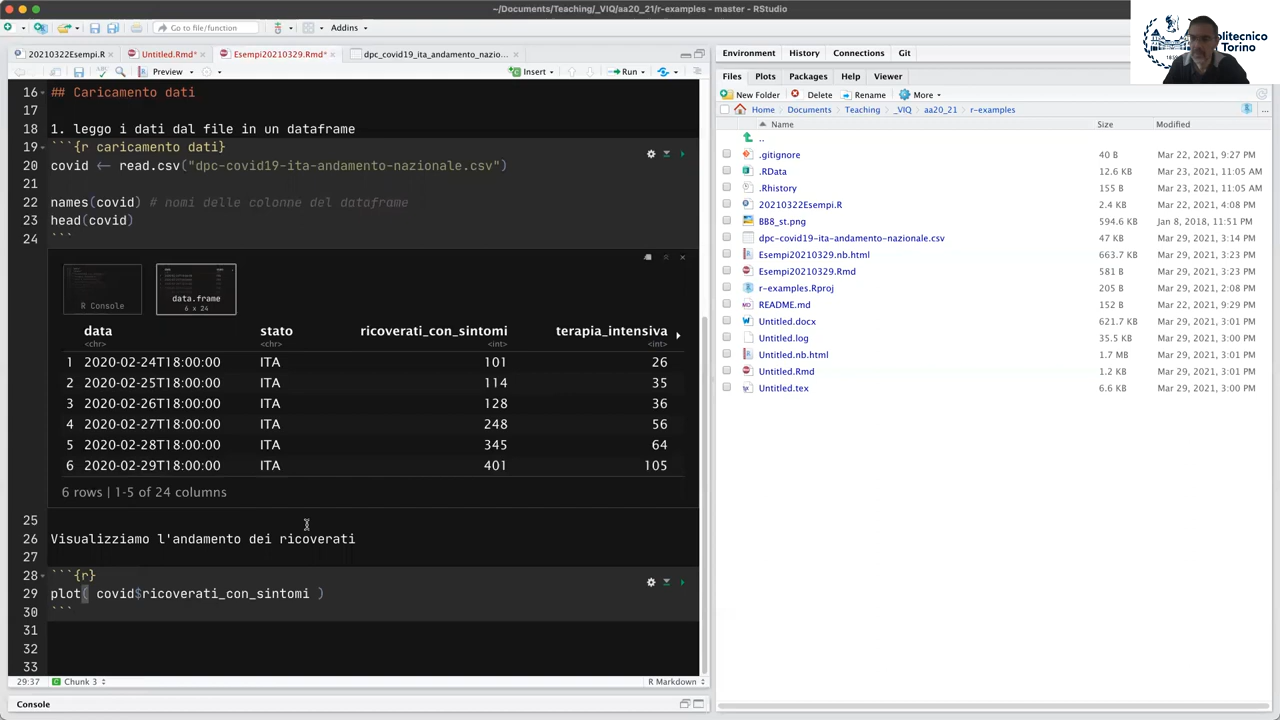 ~/Documents/Teaching/_VIQ/aa20_21/r-examples - master - RStudio
Go to file/function
Addins
20210322Esempi.R
Untitled.Rmd*
Esempi20210329.Rmd*
dpc_covid19_ita_andamento_nazio...
Preview
Insert
Run
16 ## Caricamento dati
17
18 1. leggo i dati dal file in un dataframe
19 ```{r caricamento dati}
20 covid <- read.csv("dpc-covid19-ita-andamento-nazionale.csv")
21
22 names(covid) # nomi delle colonne del dataframe
23 head(covid)
24 ```
R Console
data.frame
6 x 24
data stato ricoverati_con_sintomi terapia_intensiva
<chr> <chr> <int> <int>
1 2020-02-24T18:00:00 ITA 101 26
2 2020-02-25T18:00:00 ITA 114 35
3 2020-02-26T18:00:00 ITA 128 36
4 2020-02-27T18:00:00 ITA 248 56
5 2020-02-28T18:00:00 ITA 345 64
6 2020-02-29T18:00:00 ITA 401 105
6 rows | 1-5 of 24 columns
25
26 Visualizziamo l'andamento dei ricoverati
27
28 ```{r}
29 plot( covid$ricoverati_con_sintomi )
30 ```
31
32
33
29:37 Chunk 3 R Markdown
Console
Environment History Connections Git
Files Plots Packages Help Viewer
New Folder Delete Rename More
Home Documents Teaching _VIQ aa20_21 r-examples ...
Name Size Modified
..
.gitignore 40 B Mar 22, 2021, 9:27 PM
.RData 12.6 KB Mar 23, 2021, 11:05 AM
.Rhistory 155 B Mar 23, 2021, 11:05 AM
20210322Esempi.R 2.4 KB Mar 22, 2021, 4:08 PM
BB8_st.png 594.6 KB Jan 8, 2018, 11:51 PM
dpc-covid19-ita-andamento-nazionale.csv 47 KB Mar 29, 2021, 3:14 PM
Esempi20210329.nb.html 663.7 KB Mar 29, 2021, 3:23 PM
Esempi20210329.Rmd 581 B Mar 29, 2021, 3:23 PM
r-examples.Rproj 205 B Mar 29, 2021, 2:08 PM
README.md 152 B Mar 22, 2021, 9:29 PM
Untitled.docx 621.7 KB Mar 29, 2021, 3:01 PM
Untitled.log 35.5 KB Mar 29, 2021, 3:00 PM
Untitled.nb.html 1.7 MB Mar 29, 2021, 3:01 PM
Untitled.Rmd 1.2 KB Mar 29, 2021, 3:01 PM
Untitled.tex 6.6 KB Mar 29, 2021, 3:00 PM
olitecnico
Torino